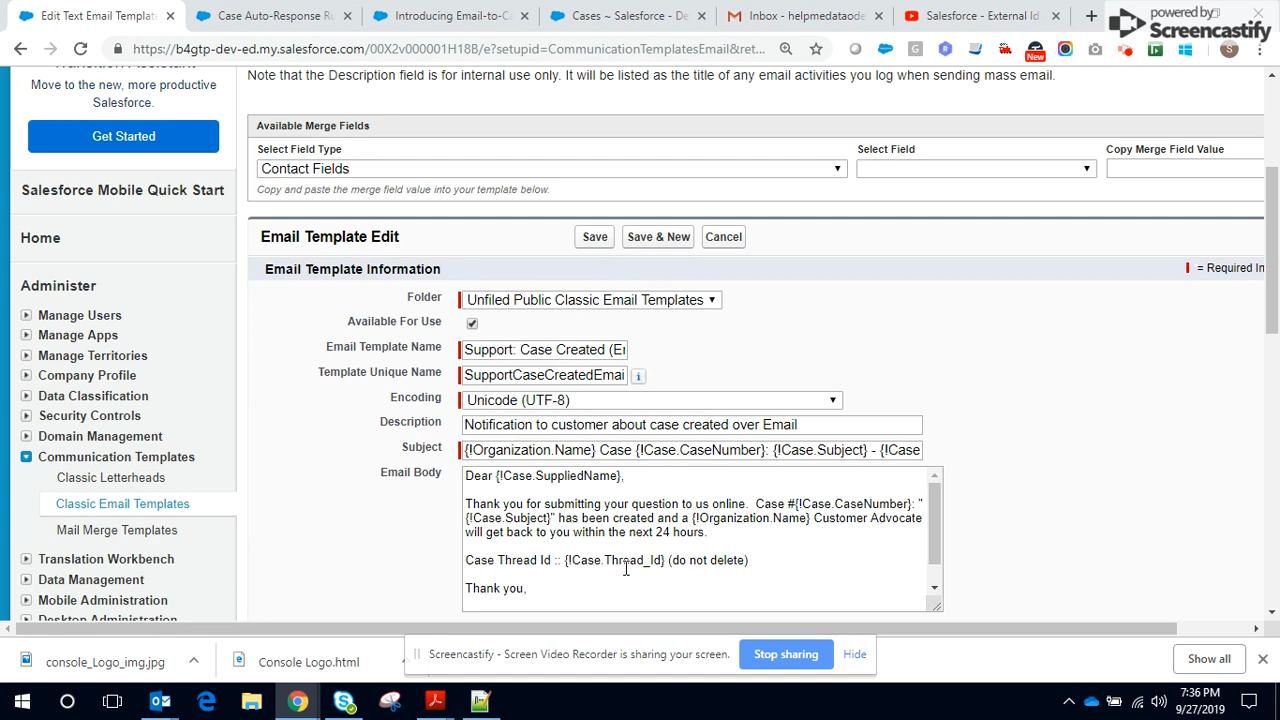 Edit Text Email Templat
Case Auto-Response R
Introducing Email-to-C
Cases ~ Salesforce - De
Inbox - helpmedataode
Salesforce - External Id
powered by
Screencastify
https://b4gtp-dev-ed.my.salesforce.com/00X2v000001H18B/e?setupid=CommunicationTemplatesEmail&ret...
New
Move to the new, more productive
Salesforce.
Get Started
Salesforce Mobile Quick Start
Home
Administer
Manage Users
Manage Apps
Manage Territories
Company Profile
Data Classification
Security Controls
Domain Management
Communication Templates
Classic Letterheads
Classic Email Templates
Mail Merge Templates
Translation Workbench
Data Management
Mobile Administration
Desktop Administration
Note that the Description field is for internal use only. It will be listed as the title of any email activities you log when sending mass email.
Available Merge Fields
Select Field Type
Select Field
Copy Merge Field Value
Contact Fields
Copy and paste the merge field value into your template below.
Email Template Edit
Save
Save & New
Cancel
Email Template Information
= Required In
Folder
Unfiled Public Classic Email Templates
Available For Use
Email Template Name
Support: Case Created (E
Template Unique Name
SupportCaseCreatedEmai
Encoding
Unicode (UTF-8)
Description
Notification to customer about case created over Email
Subject
{!Organization.Name} Case {!Case.CaseNumber}: {!Case.Subject} - {!Case
Email Body
Dear {!Case.SuppliedName},
Thank you for submitting your question to us online. Case #{!Case.CaseNumber}: "
{!Case.Subject}" has been created and a {!Organization.Name} Customer Advocate
will get back to you within the next 24 hours.
Case Thread Id :: {!Case.Thread_Id} (do not delete)
Thank you,
Screencastify - Screen Video Recorder is sharing your screen.
Stop sharing
Hide
console_Logo_img.jpg
Console Logo.html
Show all
7:36 PM
9/27/2019